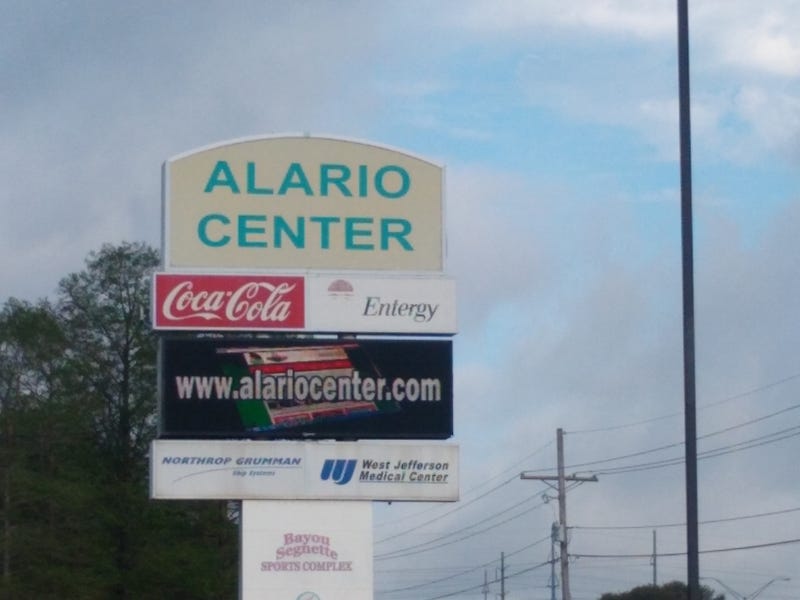 ALARIO
CENTER
Coca-Cola
Entergy
www.alariocenter.com
NORTHROP GRUMMAN
Ship Systems
West Jefferson
Medical Center
Bayou
Segnette
SPORTS COMPLEX